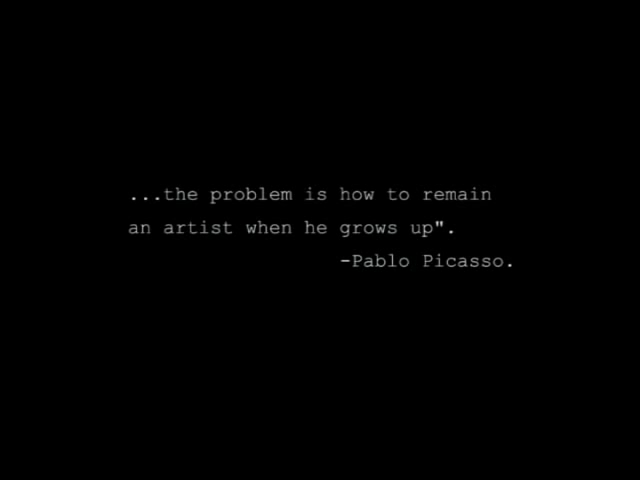 ...the problem is how to remain
an artist when he grows up".
-Pablo Picasso.